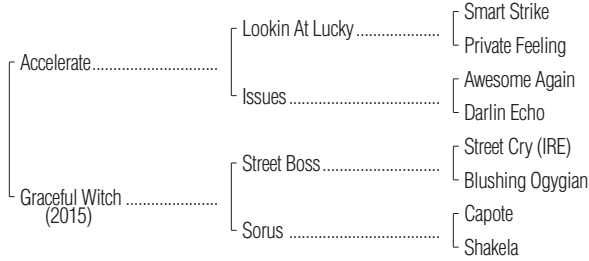 Smart Strike
Lookin At Lucky
Private Feeling
Accelerate
Awesome Again
Issues
Darlin Echo
Street Cry (IRE)
Street Boss
Blushing Ogygian
Graceful Witch
(2015)
Capote
Sorus
Shakela